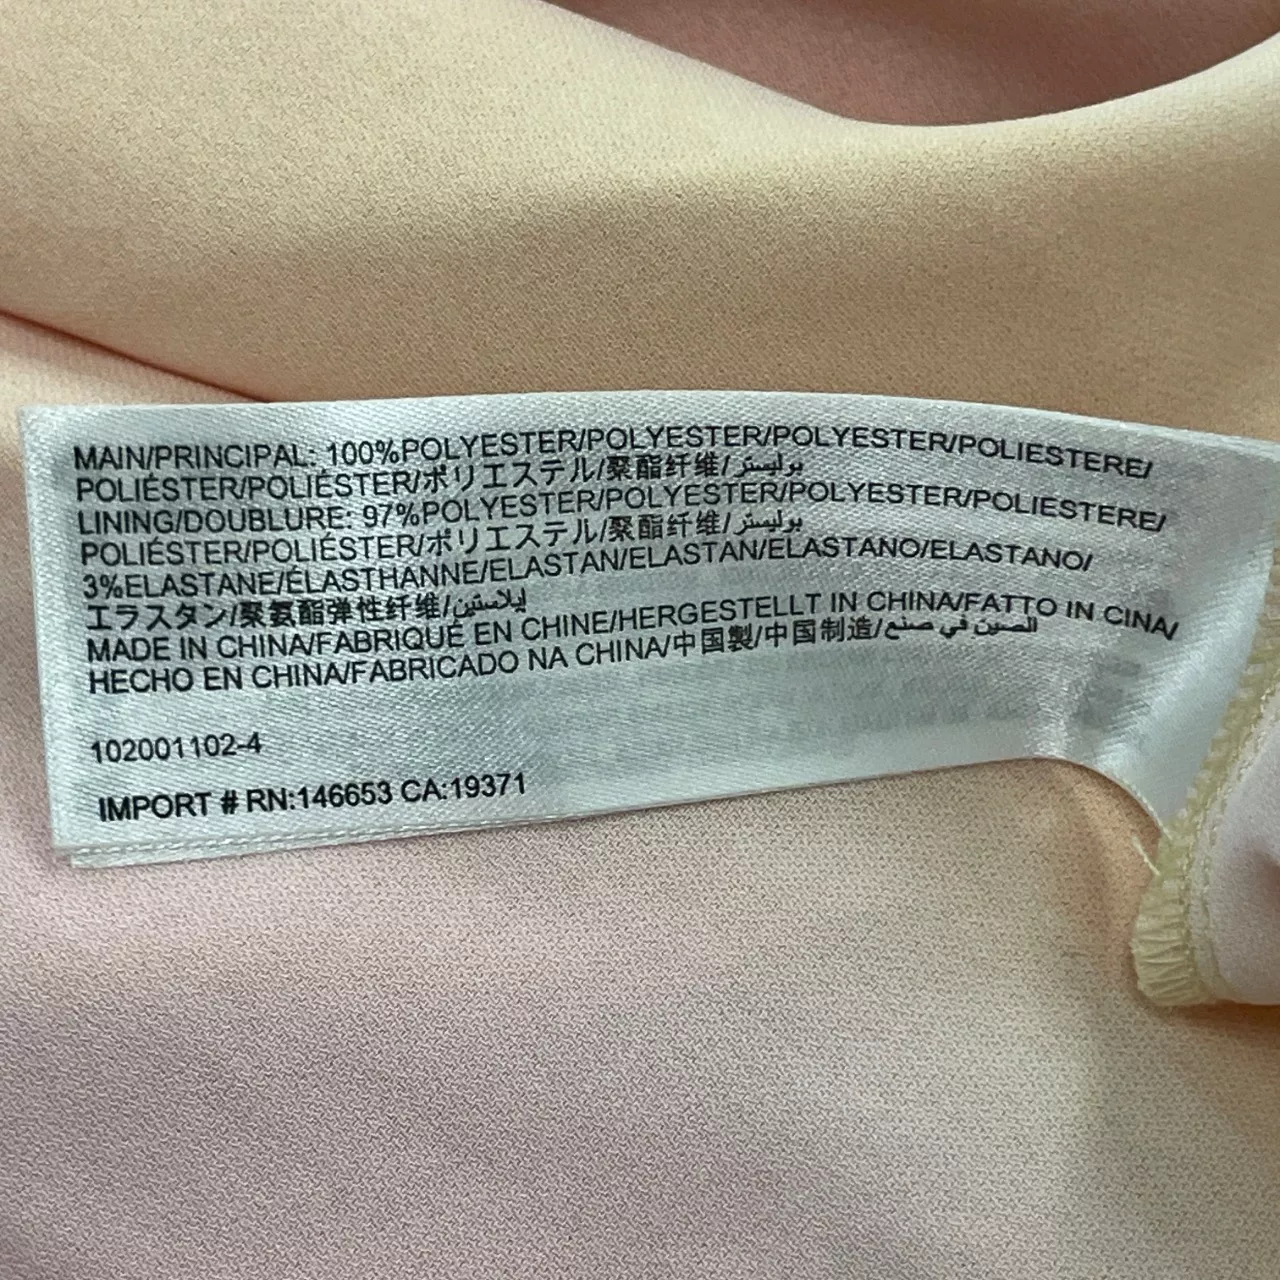 MAIN/PRINCIPAL: 100%POLYESTER/POLYESTER/POLYESTER/POLIESTERE/
POLIÉSTER/POLIÉSTER/ポリエステル/聚酯纤维/بوليستر
LINING/DOUBLURE: 97%POLYESTER/POLYESTER/POLYESTER/POLIESTERE/
POLIÉSTER/POLIÉSTER/ポリエステル/聚酯纤维/بوليستر
3%ELASTANE/ÉLASTHANNE/ELASTAN/ELASTAN/ELASTANO/ELASTANO/
エラスタン/聚氨酯弹性纤维/إيلاستين
MADE IN CHINA/FABRIQUÉ EN CHINE/HERGESTELLT IN CHINA/FATTO IN CINA/
HECHO EN CHINA/FABRICADO NA CHINA/中国製/中国制造/الصين في صنع
102001102-4
IMPORT # RN:146653 CA:19371